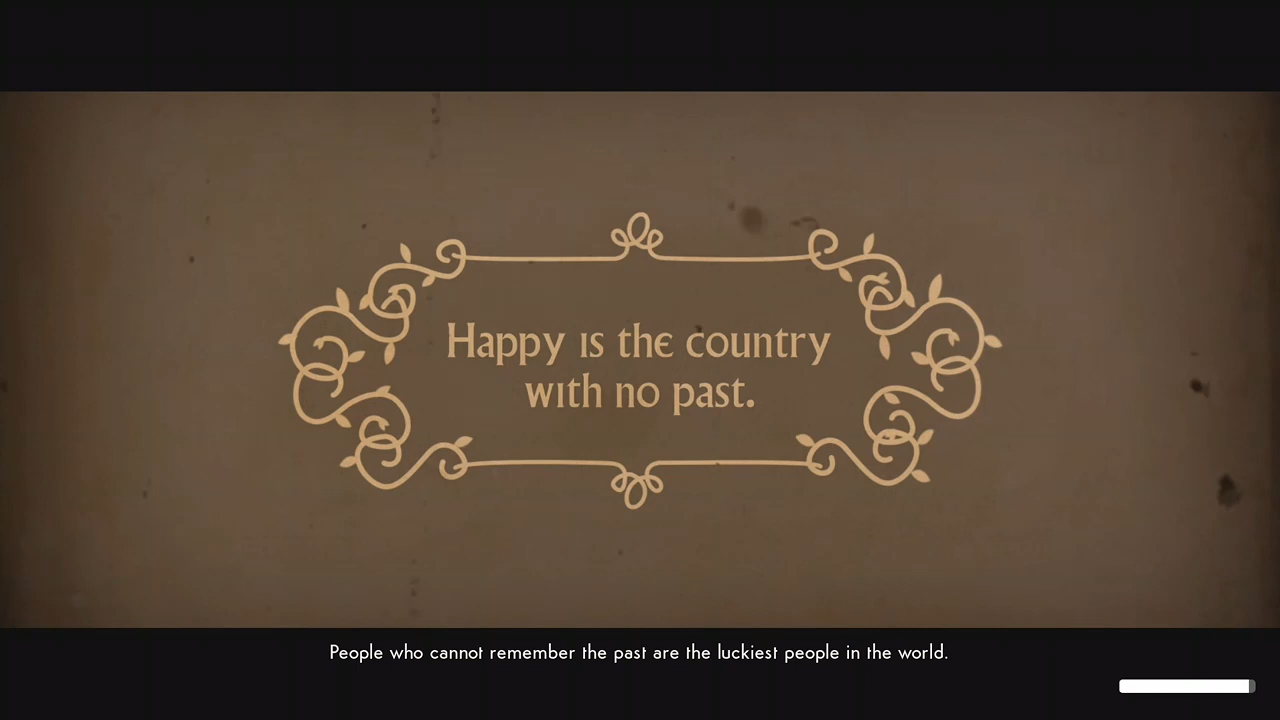 Happy is the country
with no past.
People who cannot remember the past are the luckiest people in the world.